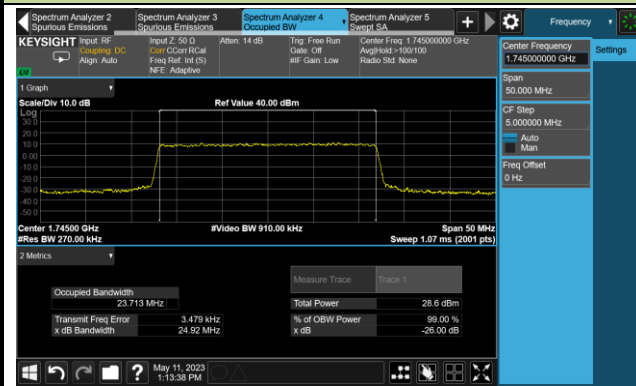 Spectrum Analyzer 2
Spurious Emissions
Spectrum Analyzer 3
Spurious Emissions
Spectrum Analyzer 4
Occupied BW
Spectrum Analyzer 5
Swept SA
Frequency
KEYSIGHT
Input: RF
Coupling: DC
Align: Auto
Input Z: 50 Ω
Corr CCorr RCal
Freq Ref: Int (S)
NFE: Adaptive
Atten: 14 dB
Trig: Free Run
Gate: Off
#IF Gain: Low
Center Freq: 1.745000000 GHz
Avg|Hold:>100/100
Radio Std: None
Center Frequency
1.745000000 GHz
Settings
Span
50.000 MHz
CF Step
5.000000 MHz
Auto
Man
Freq Offset
0 Hz
1 Graph
Scale/Div 10.0 dB
Ref Value 40.00 dBm
Log
30.0
20.0
10.0
0.00
-10.0
-20.0
-30.0
-40.0
-50.0
Center 1.74500 GHz
#Video BW 910.00 kHz
Span 50 MHz
#Res BW 270.00 kHz
Sweep 1.07 ms (2001 pts)
2 Metrics
Measure Trace
Trace 1
Occupied Bandwidth
23.713 MHz
Total Power
28.6 dBm
Transmit Freq Error
3.479 kHz
% of OBW Power
99.00 %
x dB Bandwidth
24.92 MHz
x dB
-26.00 dB
May 11, 2023
1:13:38 PM